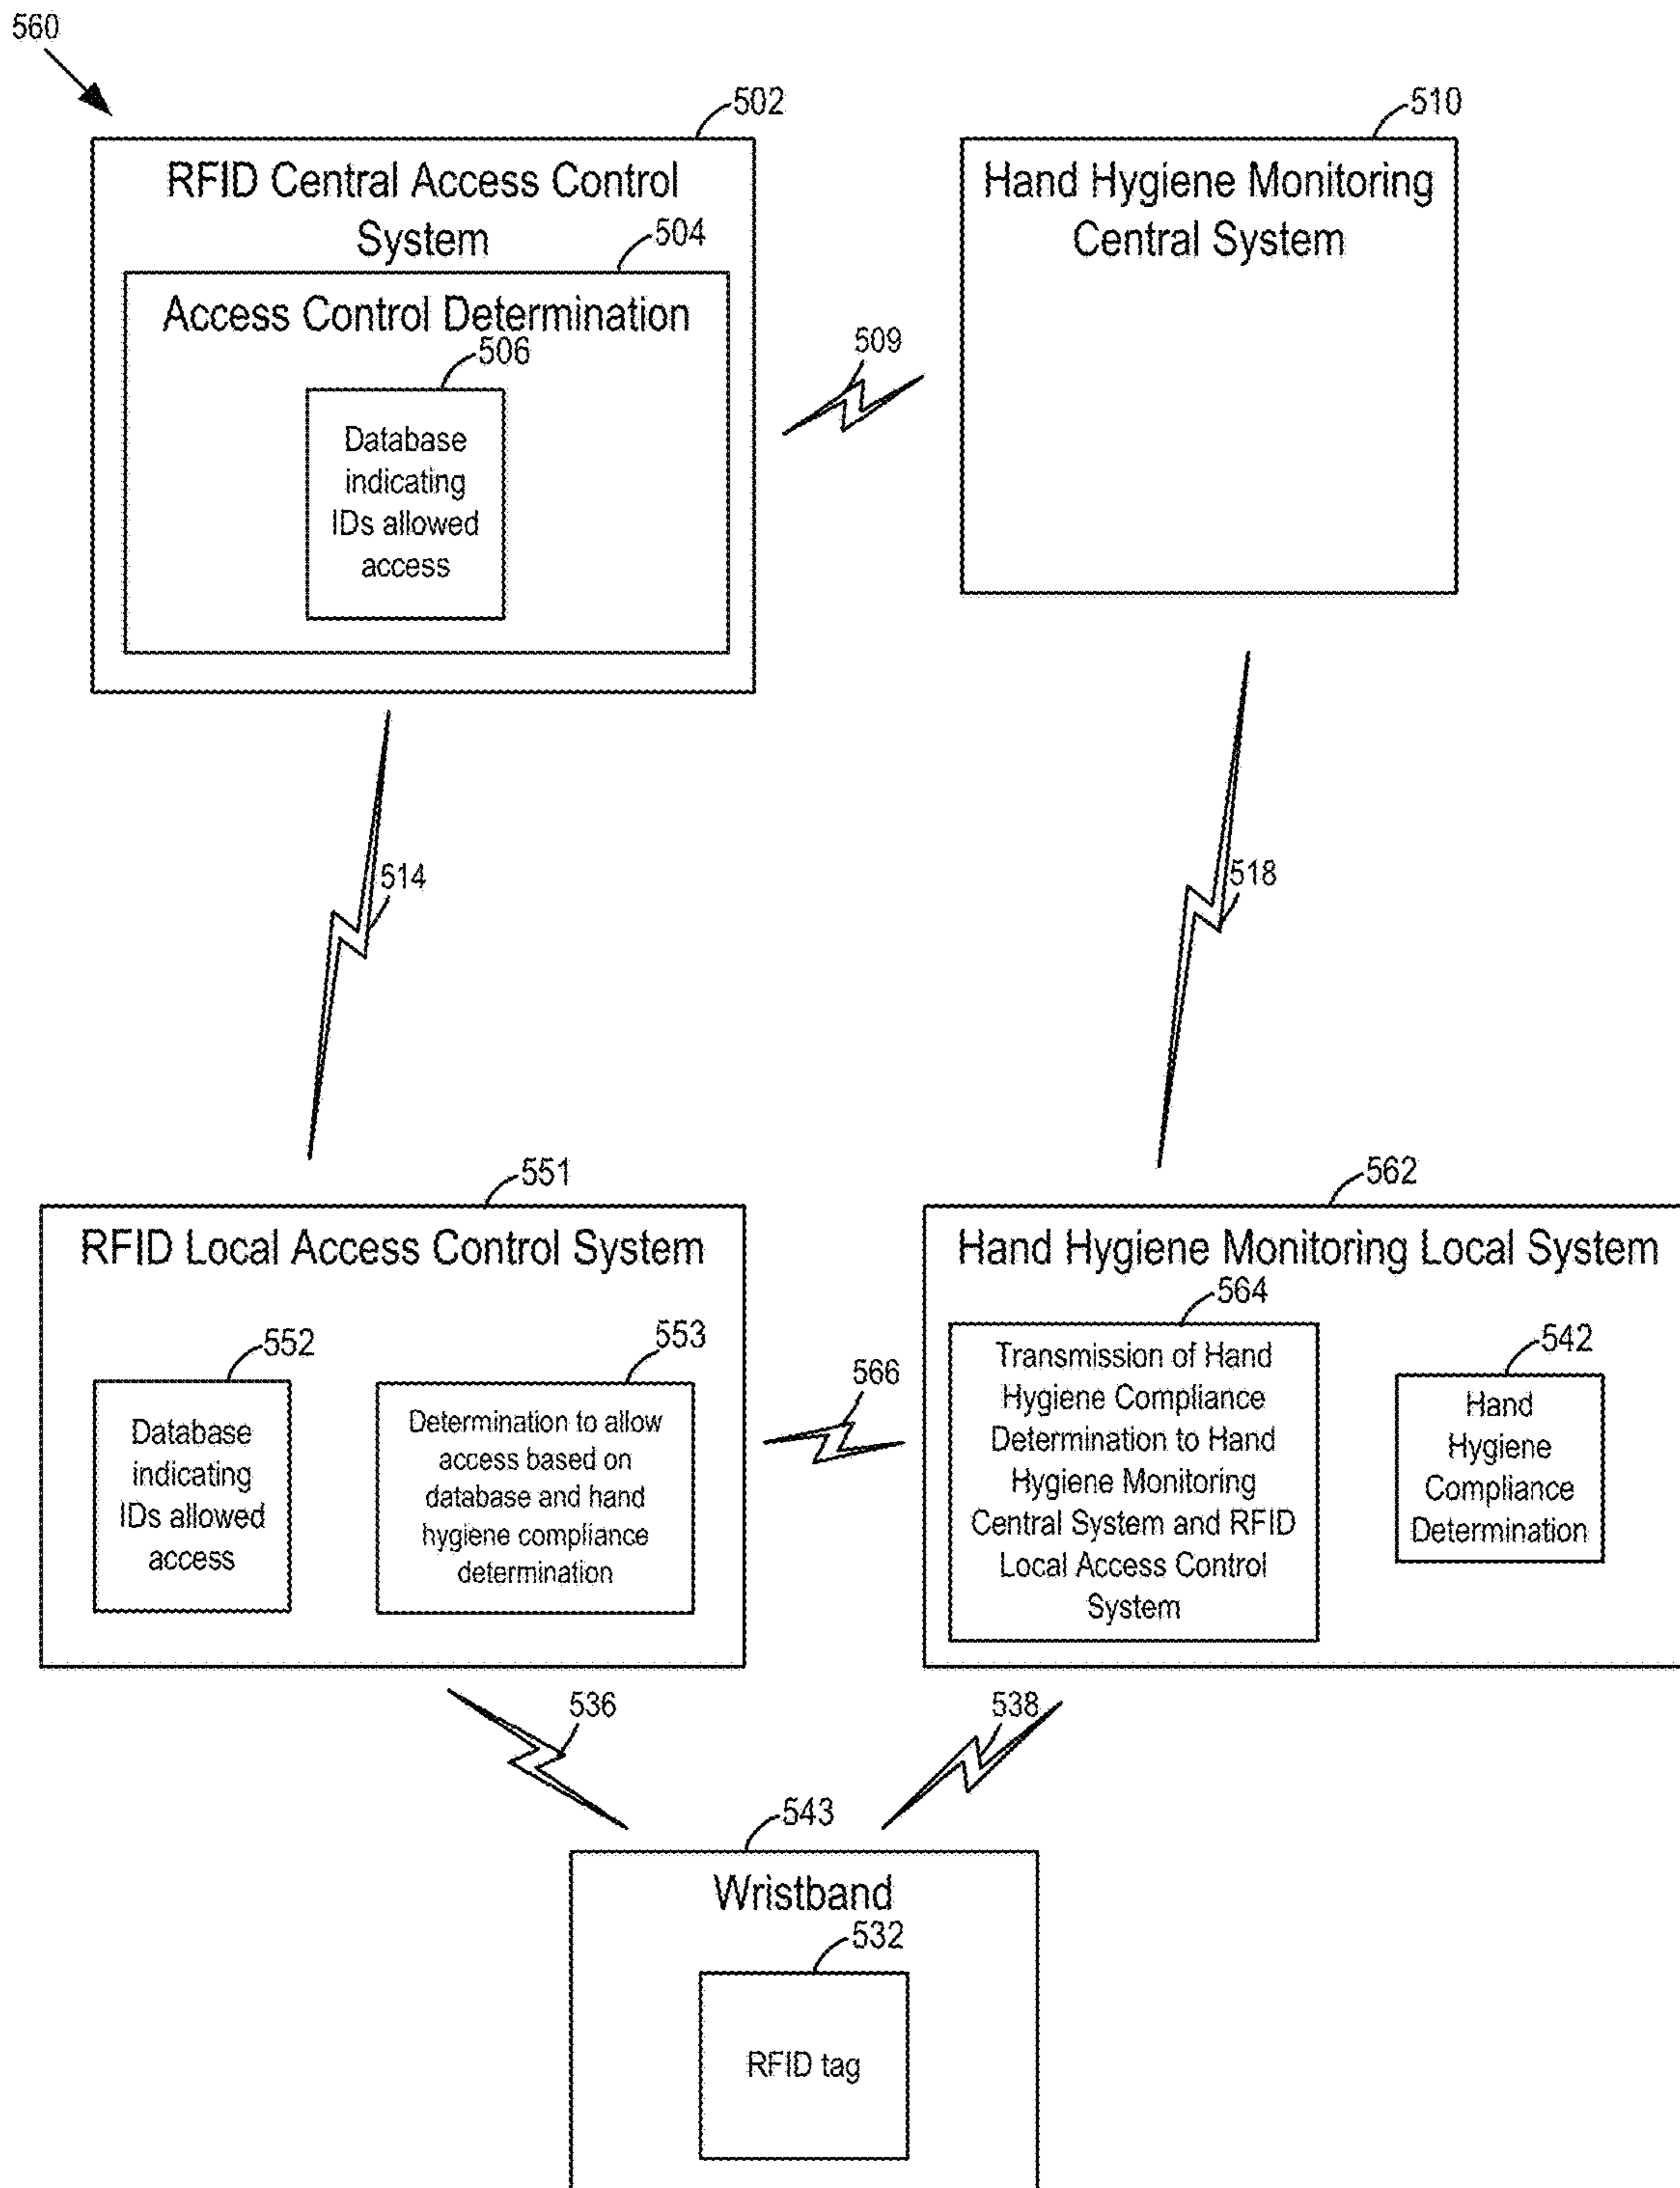 560
502
RFID Central Access Control
System
504
Access Control Determination
506
Database
indicating
IDs allowed
access
509
510
Hand Hygiene Monitoring
Central System
514
518
551
RFID Local Access Control System
552
Database
indicating
IDs allowed
access
553
Determination to allow
access based on
database and hand
hygiene compliance
determination
566
562
Hand Hygiene Monitoring Local System
564
Transmission of Hand
Hygiene Compliance
Determination to Hand
Hygiene Monitoring
Central System and RFID
Local Access Control
System
542
Hand
Hygiene
Compliance
Determination
536
538
543
Wristband
532
RFID tag